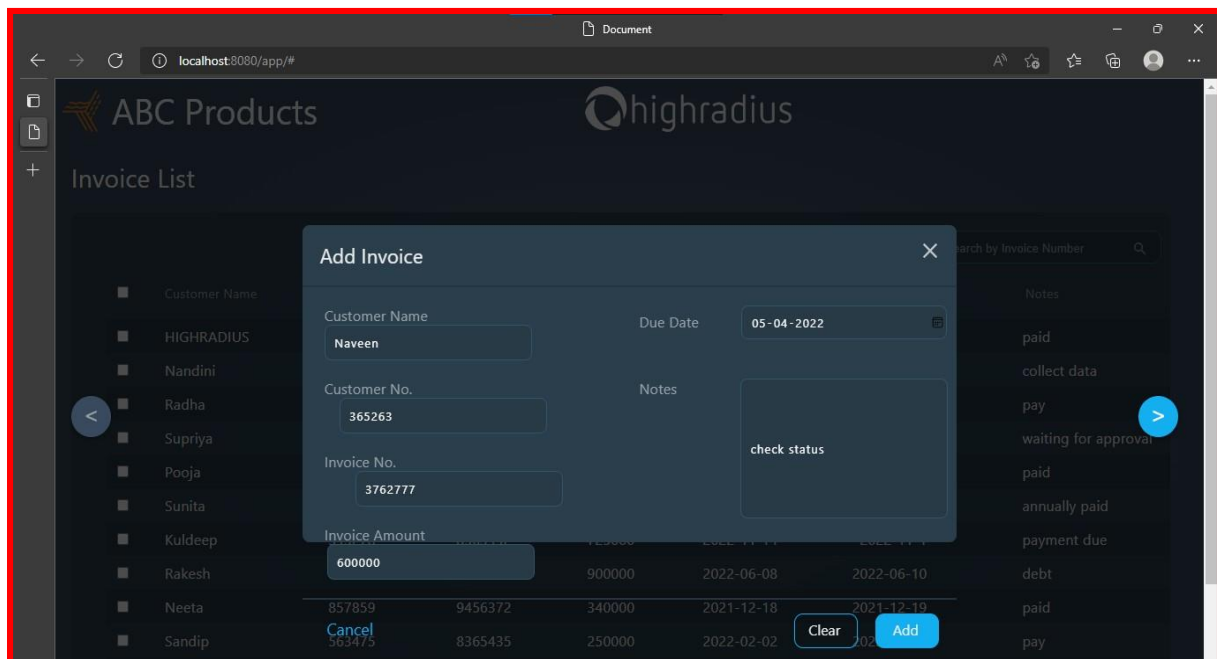 Document
localhost:8080/app/#
ABC Products
highradius
Invoice List
Add Invoice
arch by Invoice Number
Customer Name
Notes
Customer Name
Naveen
Due Date
05-04-2022
Customer No.
365263
Notes
check status
Invoice No.
3762777
Invoice Amount
600000
Cancel
Clear
Add
HIGHRADIUS
paid
Nandini
collect data
Radha
pay
<
>
Supriya
waiting for approval
Pooja
paid
Sunita
annually paid
Kuldeep
payment due
Rakesh 900000 2022-06-08 2022-06-10 debt
Neeta 857859 9456372 340000 2021-12-18 2021-12-19 paid
Sandip 563475 8365435 250000 2022-02-02 pay